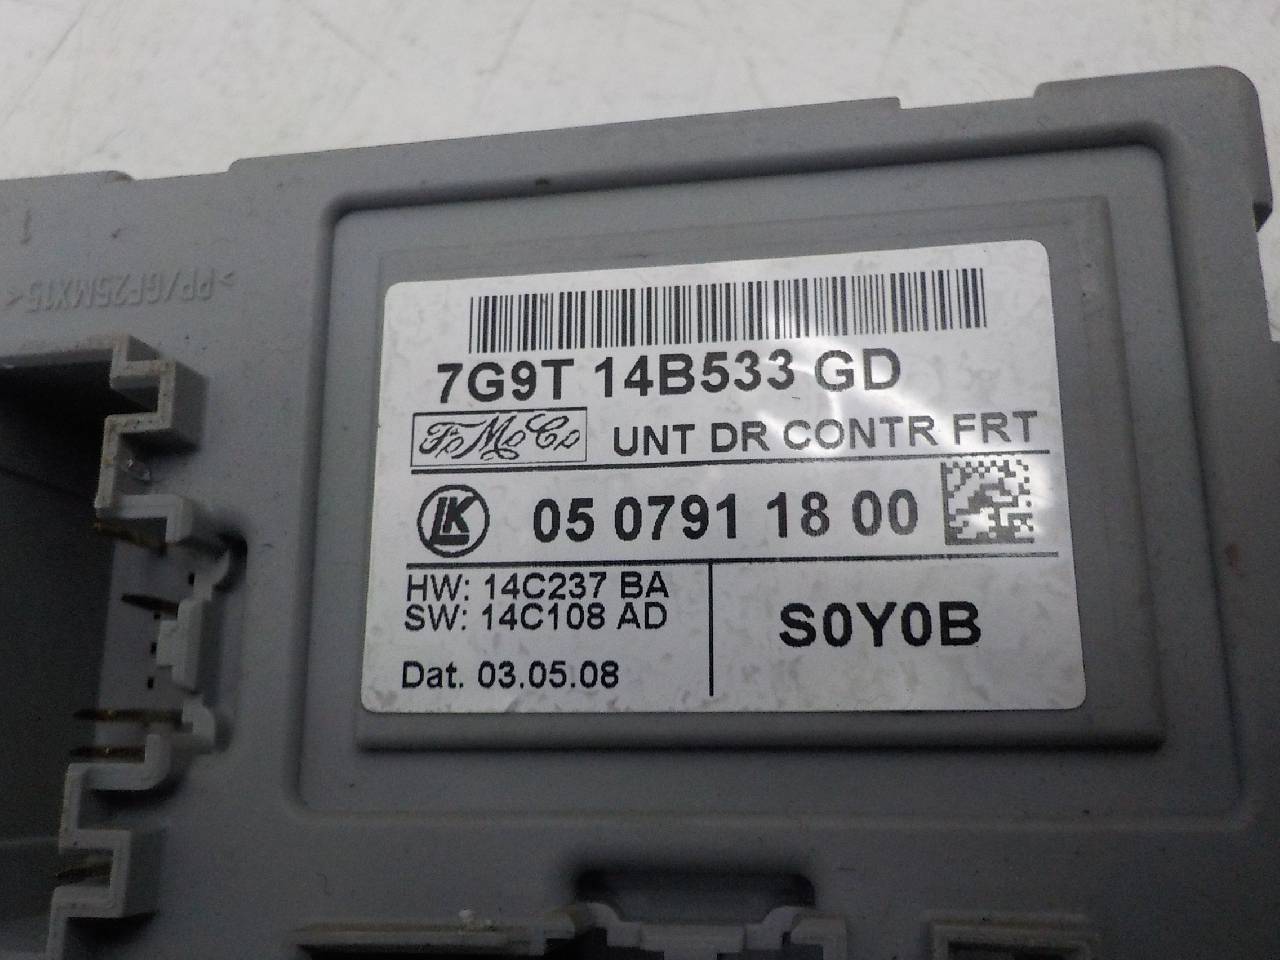 7G9T 14B533 GD
FoMoCo UNT DR CONTR FRT
LK 05 0791 18 00
HW: 14C237 BA
SW: 14C108 AD
S0Y0B
Dat. 03.05.08
1
>PP/GF25MX15<